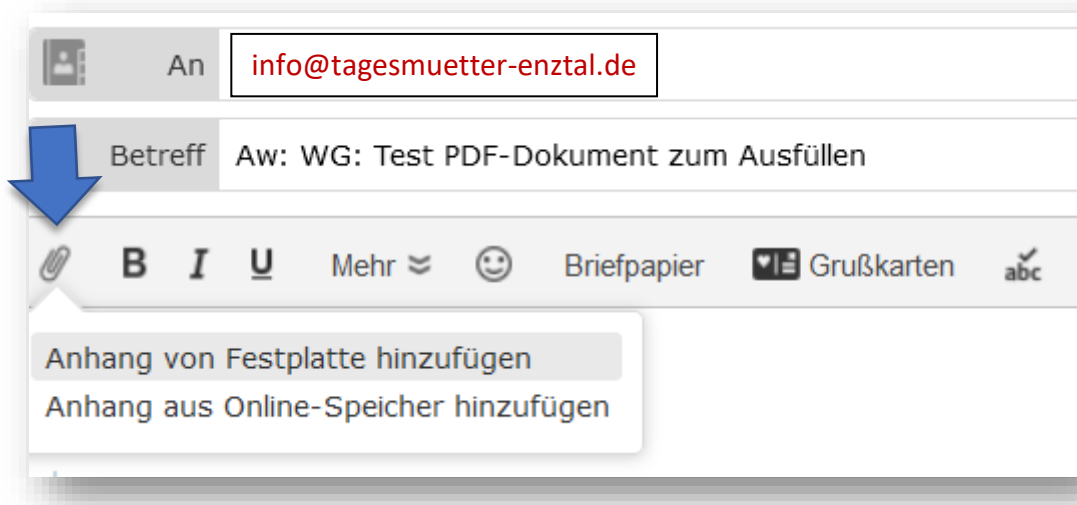 An info@tagesmuetter-enztal.de
Betreff Aw: WG: Test PDF-Dokument zum Ausfüllen
B I U Mehr Briefpapier Grußkarten abc
Anhang von Festplatte hinzufügen
Anhang aus Online-Speicher hinzufügen